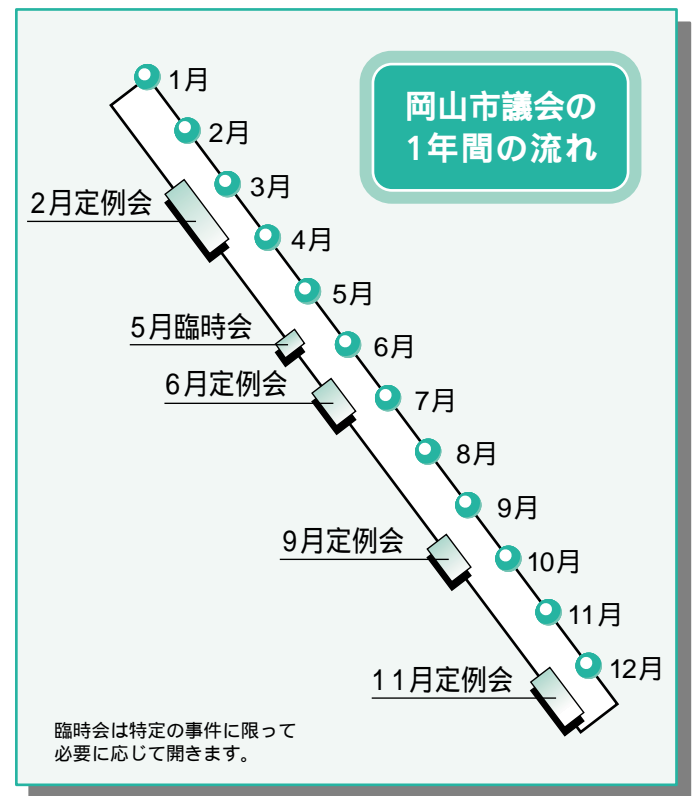 岡山市議会の
1年間の流れ
1月
2月
3月
2月定例会
4月
5月
5月臨時会
6月
6月定例会
7月
8月
9月
9月定例会
10月
11月
12月
11月定例会
臨時会は特定の事件に限って
必要に応じて開きます。